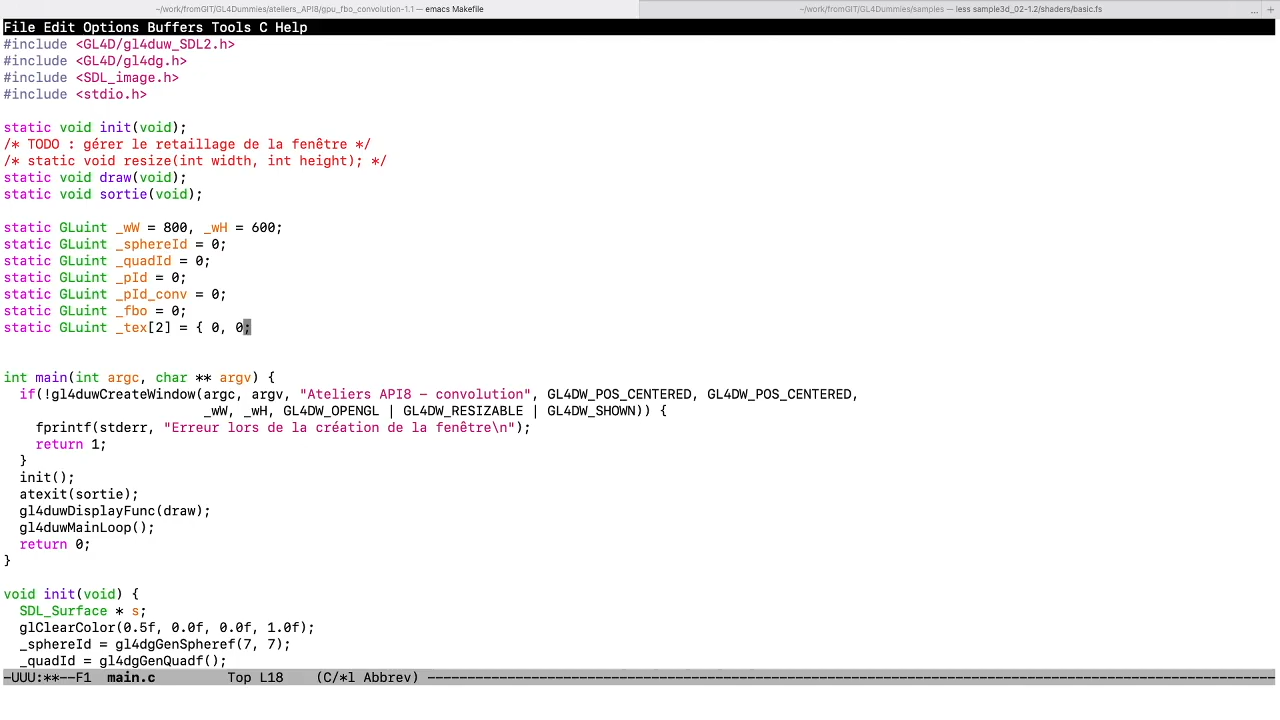 ~/work/fromGIT/GL4Dummies/ateliers_API8/gpu_fbo_convolution-1.1 — emacs Makefile
~/work/fromGIT/GL4Dummies/samples — less sample3d_02-1.2/shaders/basic.fs
... +
File Edit Options Buffers Tools C Help
#include <GL4D/gl4duw_SDL2.h>
#include <GL4D/gl4dg.h>
#include <SDL_image.h>
#include <stdio.h>

static void init(void);
/* TODO : gérer le retaillage de la fenêtre */
/* static void resize(int width, int height); */
static void draw(void);
static void sortie(void);

static GLuint _wW = 800, _wH = 600;
static GLuint _sphereId = 0;
static GLuint _quadId = 0;
static GLuint _pId = 0;
static GLuint _pId_conv = 0;
static GLuint _fbo = 0;
static GLuint _tex[2] = { 0, 0;

int main(int argc, char ** argv) {
  if(!gl4duwCreateWindow(argc, argv, "Ateliers API8 – convolution", GL4DW_POS_CENTERED, GL4DW_POS_CENTERED,
                         _wW, _wH, GL4DW_OPENGL | GL4DW_RESIZABLE | GL4DW_SHOWN)) {
    fprintf(stderr, "Erreur lors de la création de la fenêtre\n");
    return 1;
  }
  init();
  atexit(sortie);
  gl4duwDisplayFunc(draw);
  gl4duwMainLoop();
  return 0;
}

void init(void) {
  SDL_Surface * s;
  glClearColor(0.5f, 0.0f, 0.0f, 1.0f);
  _sphereId = gl4dgGenSpheref(7, 7);
  _quadId = gl4dgGenQuadf();
-UUU:**--F1  main.c         Top L18    (C/*l Abbrev) ----------------------------------------------------------------------------------------------------------